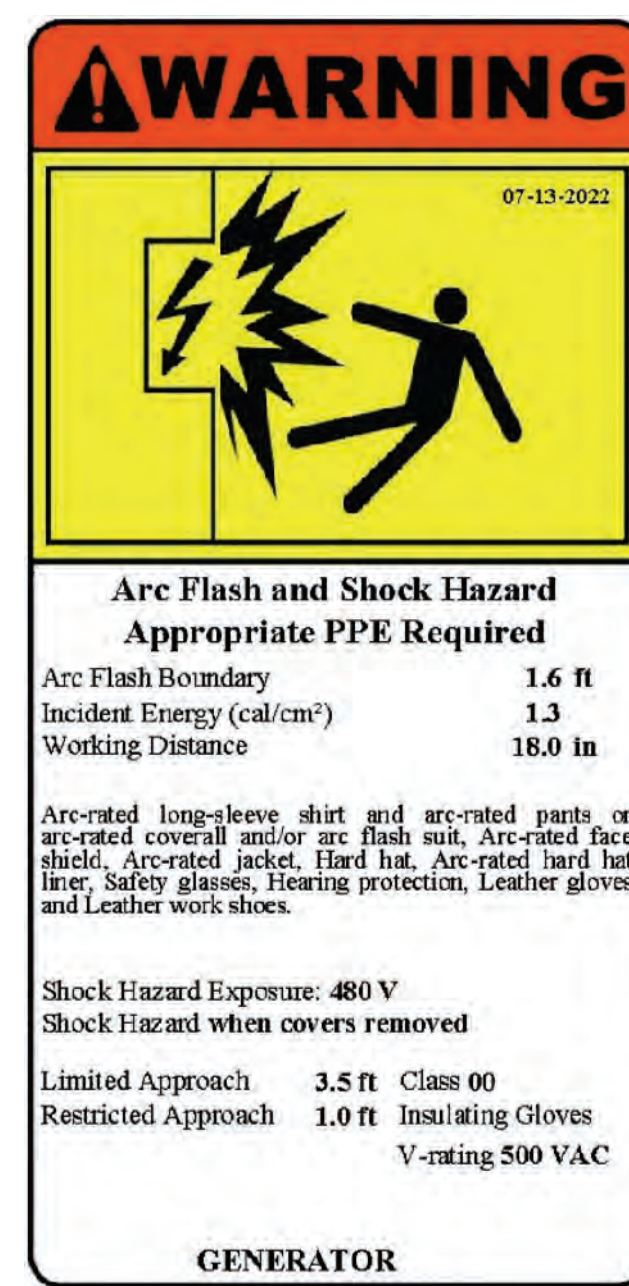 WARNING
07-13-2022
Arc Flash and Shock Hazard
Appropriate PPE Required
Arc Flash Boundary 1.6 ft
Incident Energy (cal/cm²) 1.3
Working Distance 18.0 in
Arc-rated long-sleeve shirt and arc-rated pants or
arc-rated coverall and/or arc flash suit, Arc-rated face
shield, Arc-rated jacket, Hard hat, Arc-rated hard hat
liner, Safety glasses, Hearing protection, Leather gloves
and Leather work shoes.
Shock Hazard Exposure: 480 V
Shock Hazard when covers removed
Limited Approach 3.5 ft Class 00
Restricted Approach 1.0 ft Insulating Gloves
V-rating 500 VAC
GENERATOR